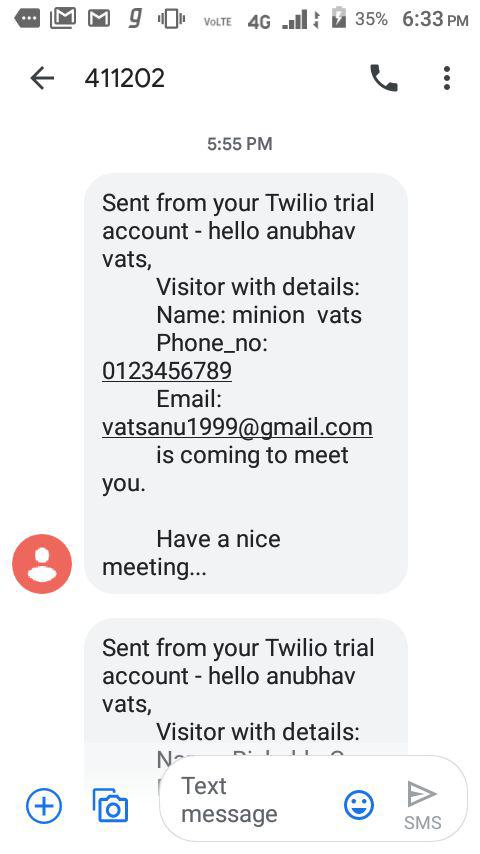 VoLTE 4G 35% 6:33 PM
411202
5:55 PM
Sent from your Twilio trial
account - hello anubhav
vats,
Visitor with details:
Name: minion vats
Phone_no:
0123456789
Email:
vatsanu1999@gmail.com
is coming to meet
you.
Have a nice
meeting...
Sent from your Twilio trial
account - hello anubhav
vats,
Visitor with details:
Text
message
SMS